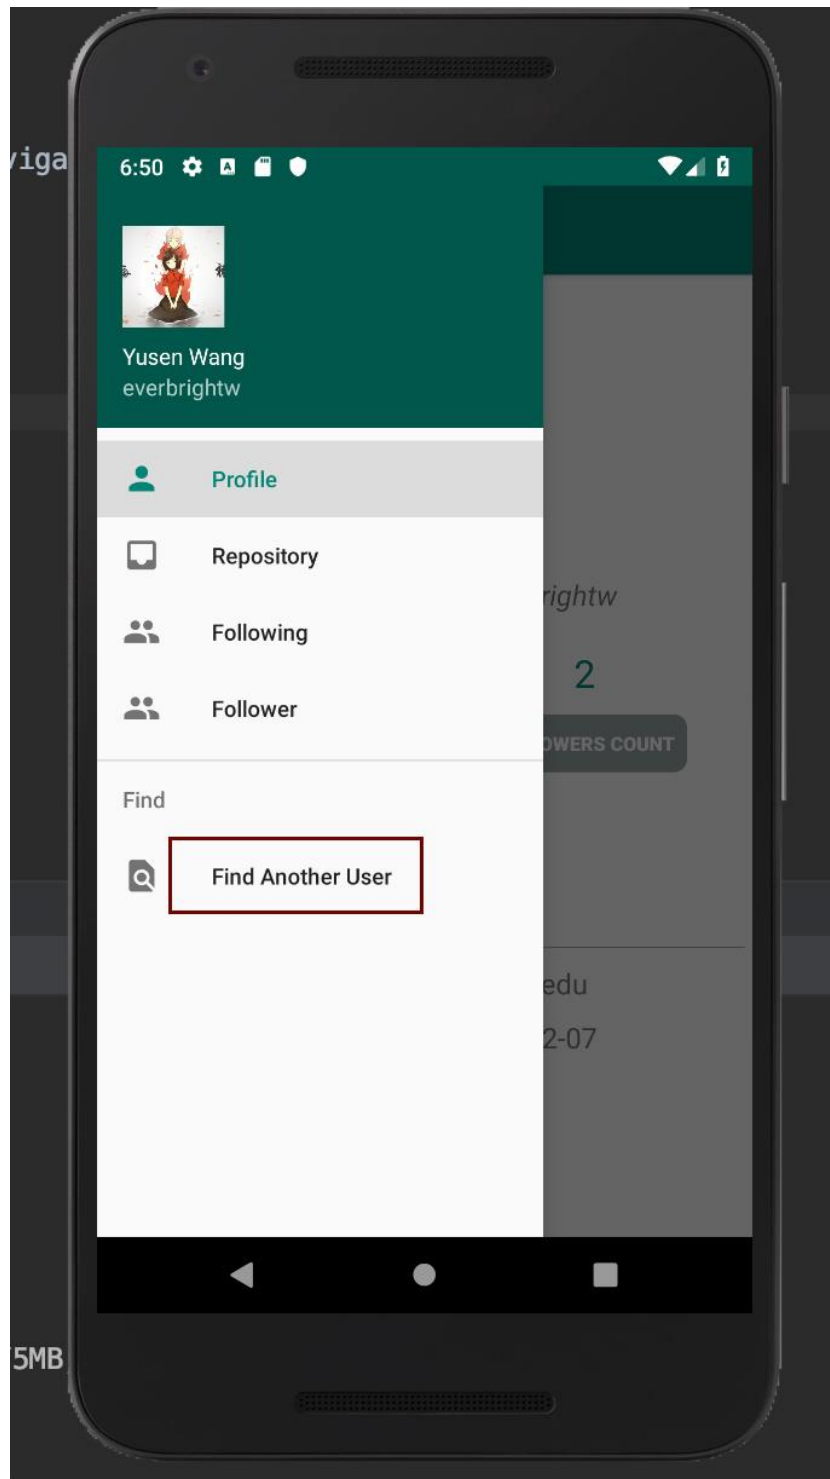 viga
6:50
Yusen Wang
everbrightw
Profile
Repository
Following
Follower
Find
Find Another User
rightw
2
OWERS COUNT
edu
2-07
5MB